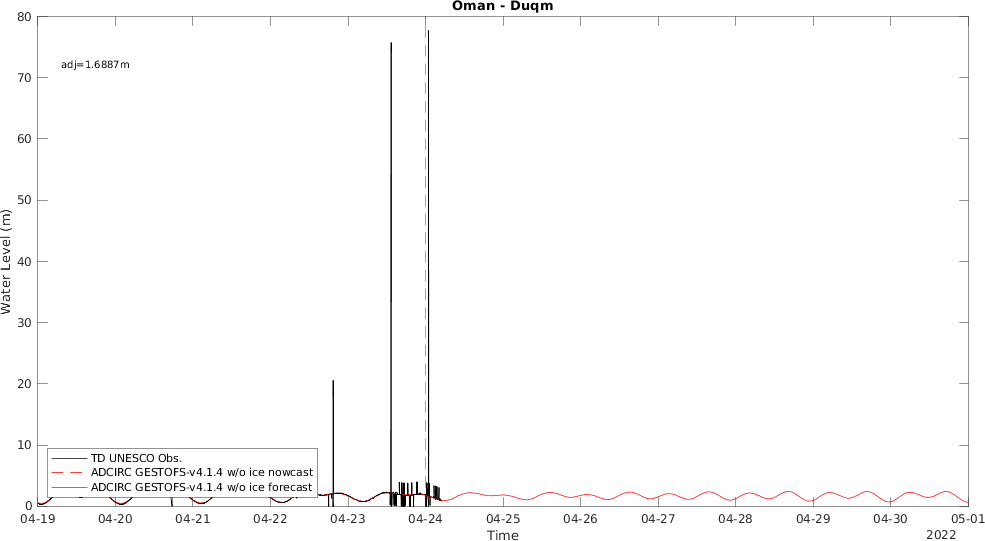 Oman - Duqm
80
adj=1.6887m
70
60
50
40
30
20
10
0
Water Level (m)
TD UNESCO Obs.
ADCIRC GESTOFS-v4.1.4 w/o ice nowcast
ADCIRC GESTOFS-v4.1.4 w/o ice forecast
04-19 04-20 04-21 04-22 04-23 04-24 04-25 04-26 04-27 04-28 04-29 04-30 05-01
Time
2022